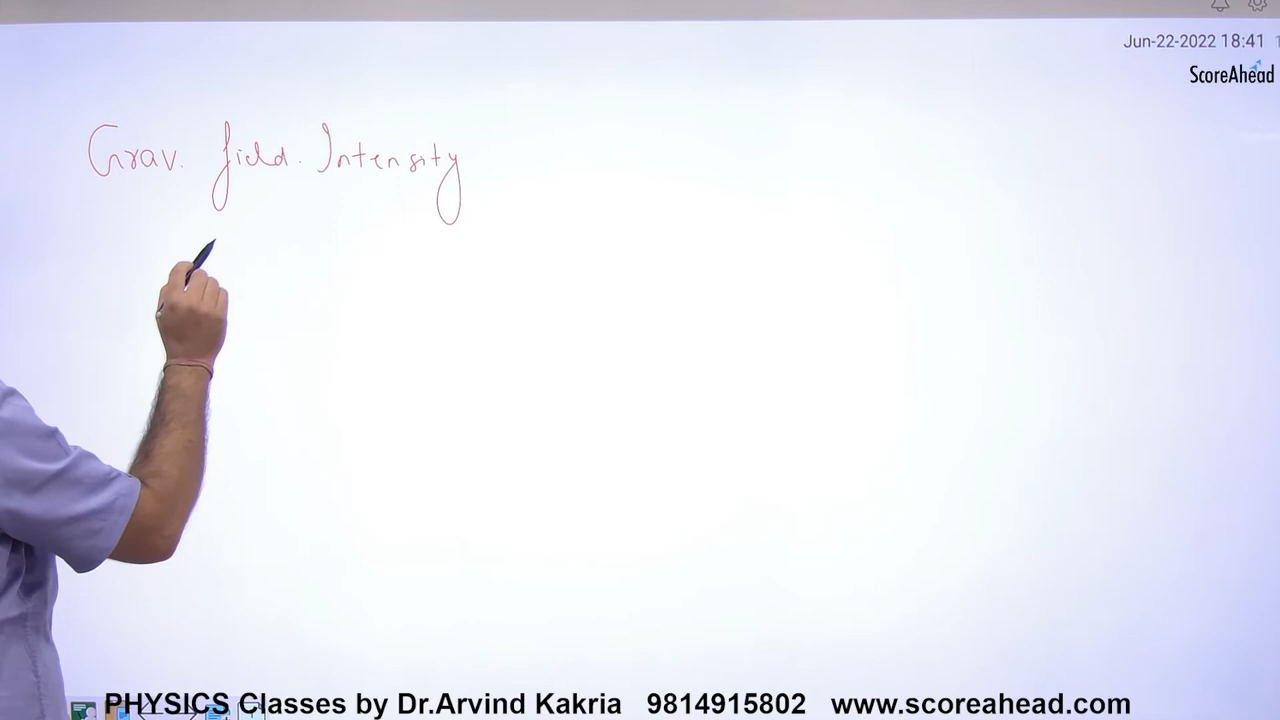 Jun-22-2022 18:41
ScoreAhead
Grav. field. Intensity
PHYSICS Classes by Dr.Arvind Kakria 9814915802 www.scoreahead.com